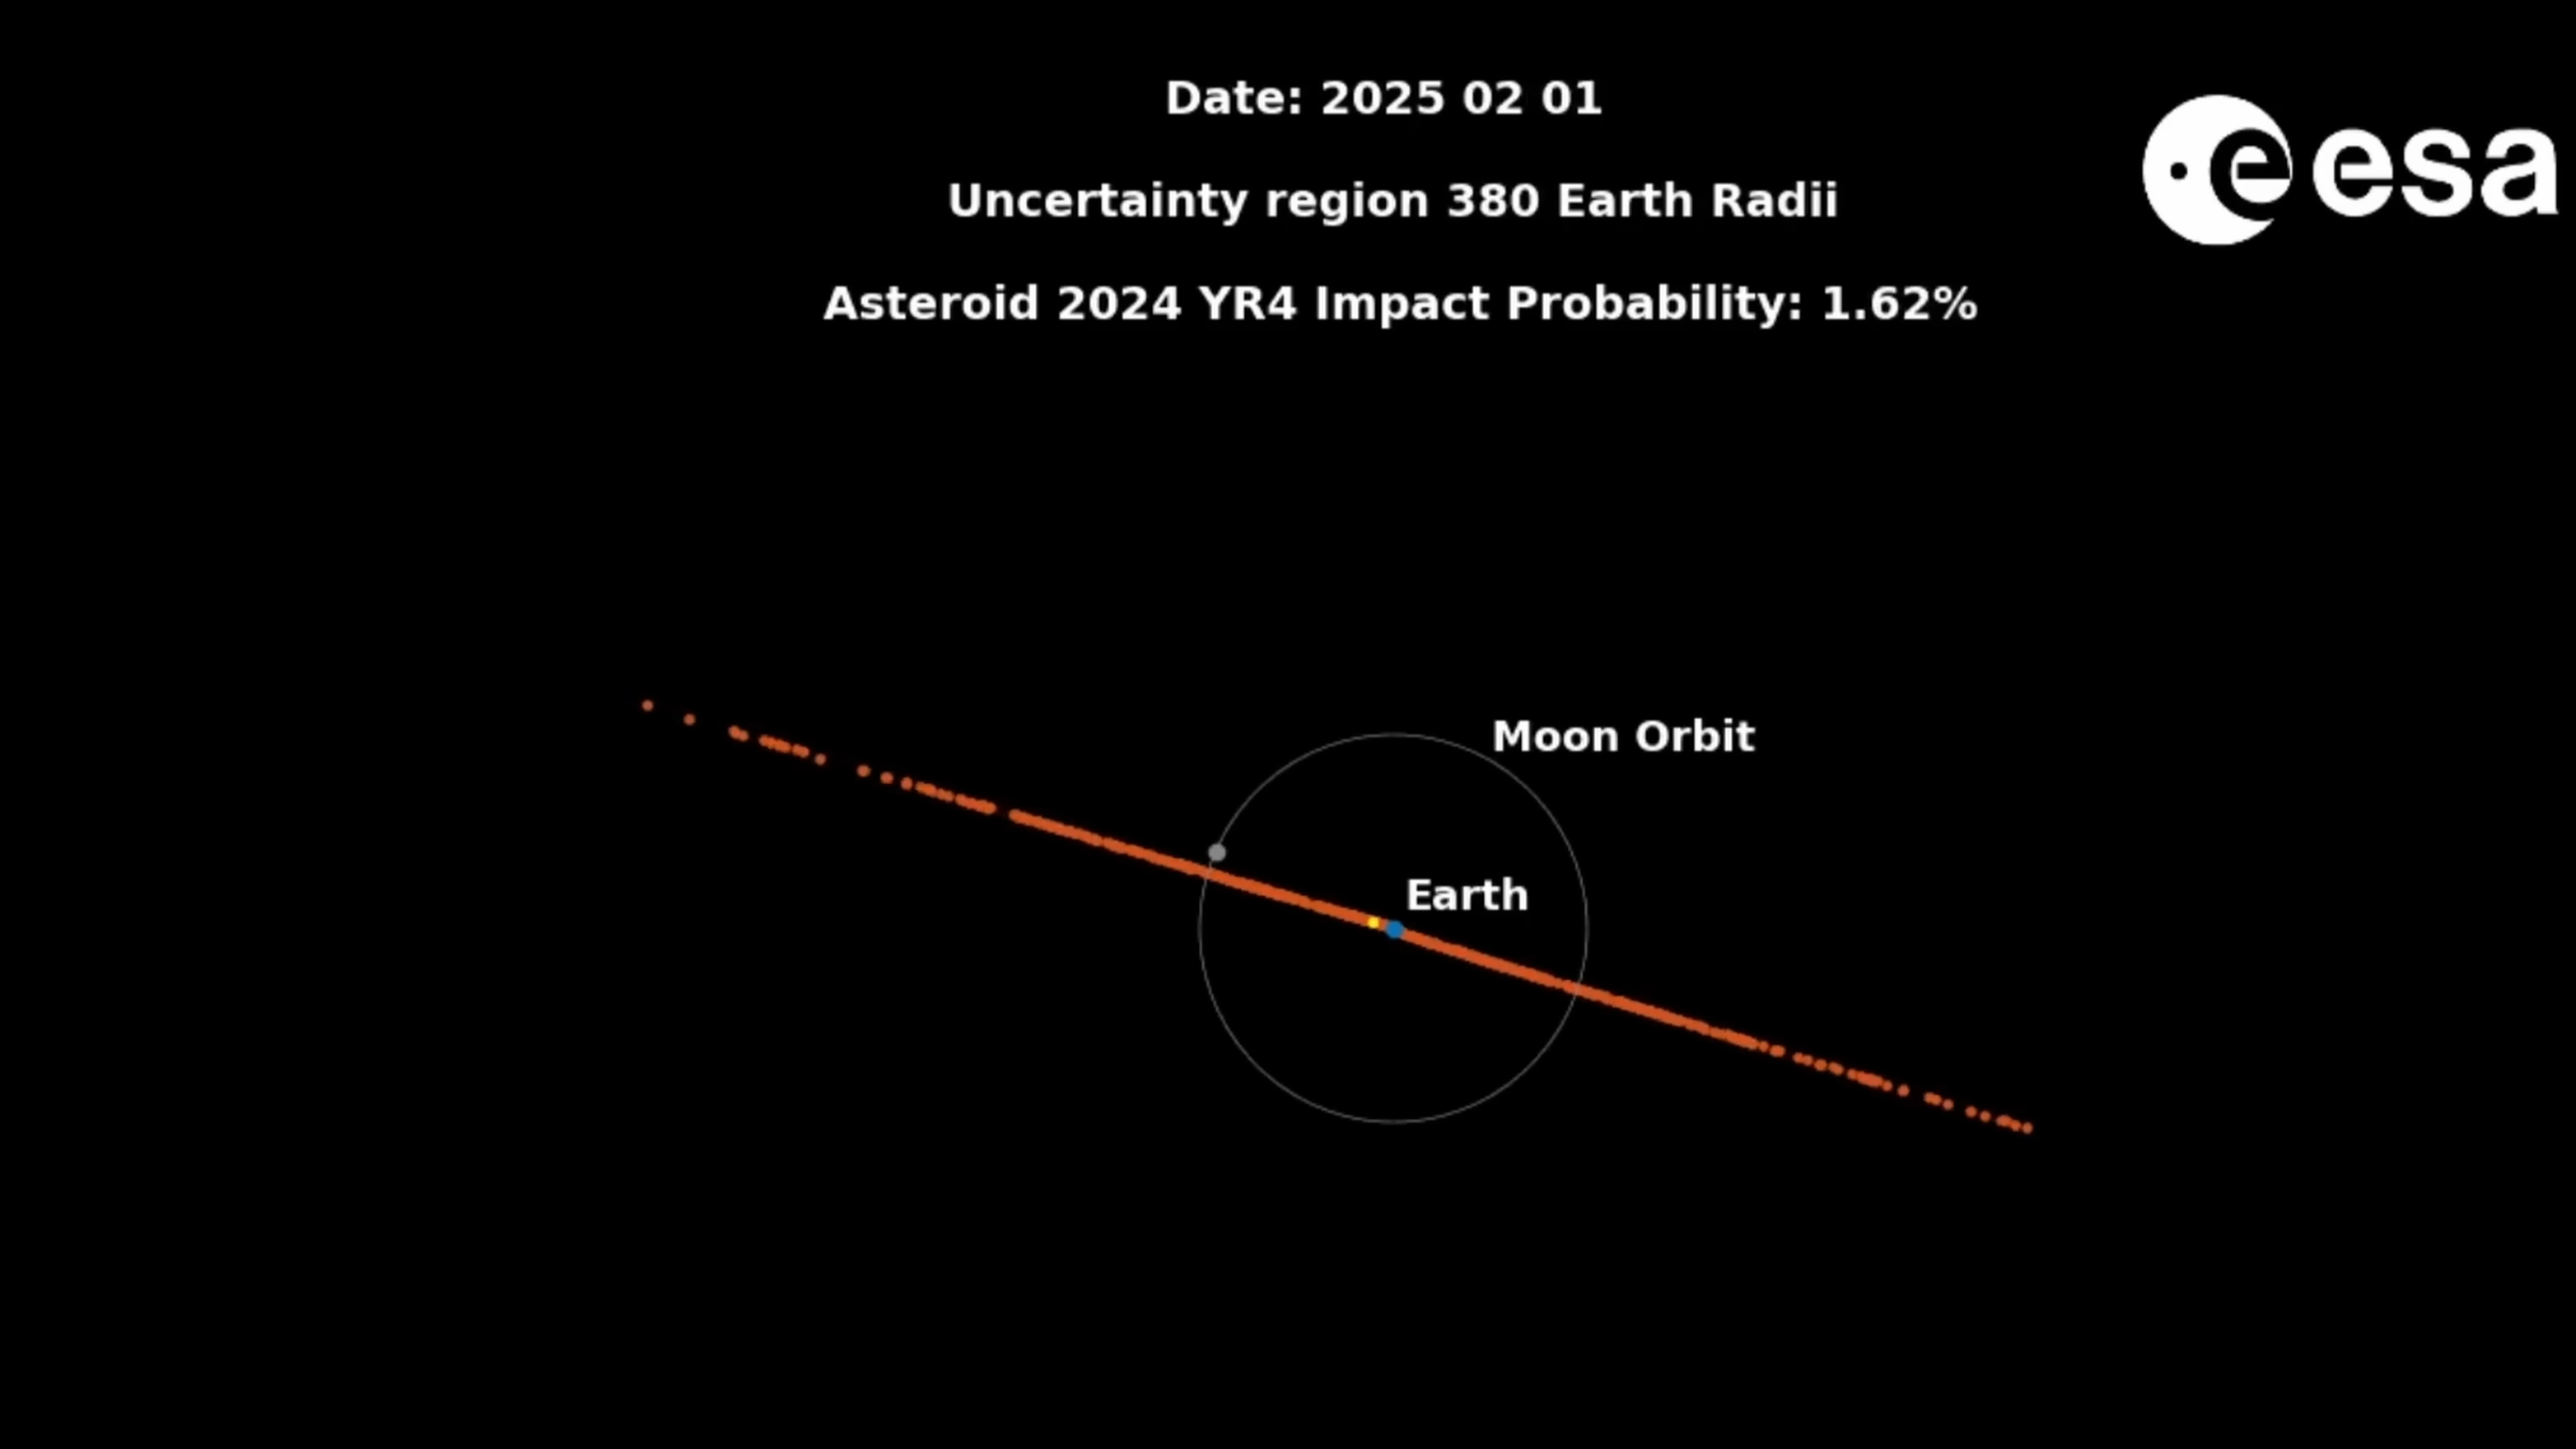 Date: 2025 02 01
esa
Uncertainty region 380 Earth Radii
Asteroid 2024 YR4 Impact Probability: 1.62%
Moon Orbit
Earth